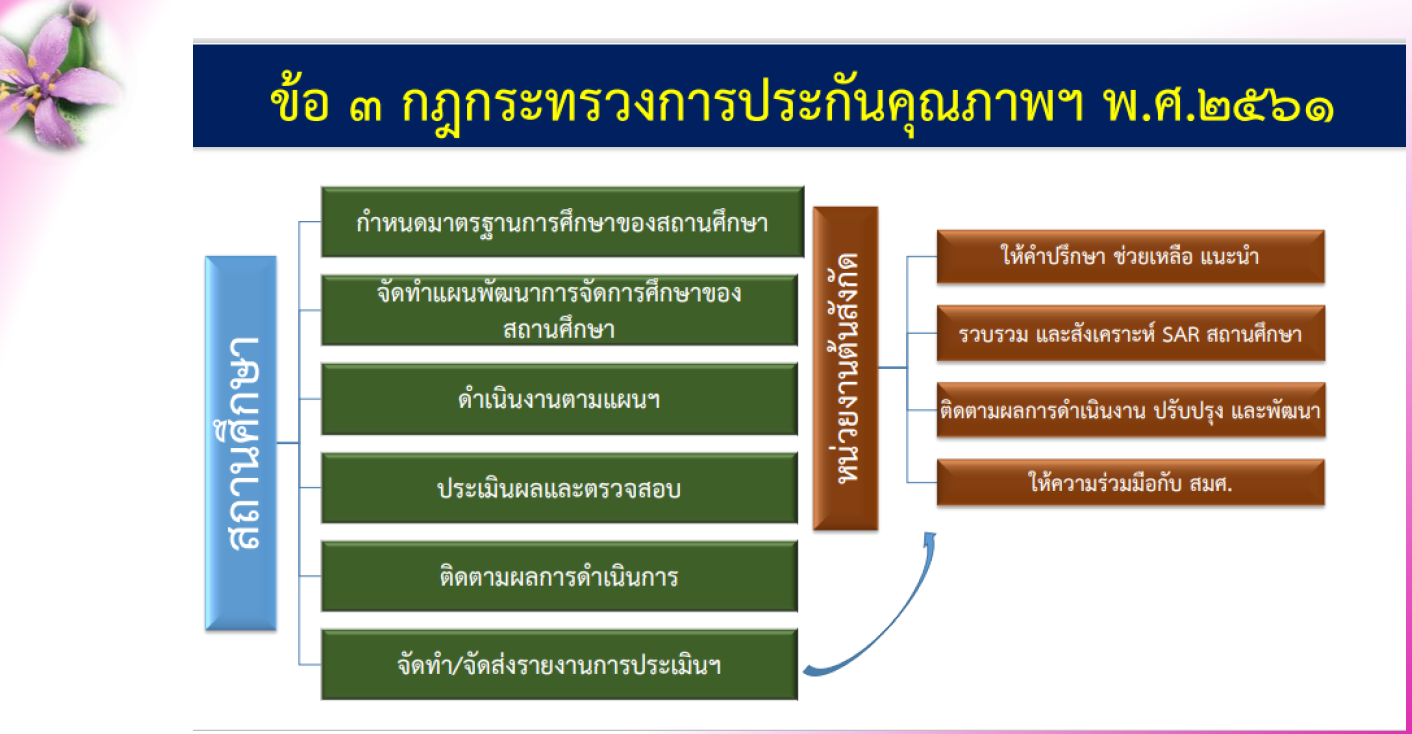 ข้อ ๓ กฎกระทรวงการประกันคุณภาพฯ พ.ศ.๒๕๖๑
สถานศึกษา
กำหนดมาตรฐานการศึกษาของสถานศึกษา
จัดทำแผนพัฒนาการจัดการศึกษาของ
สถานศึกษา
ดำเนินงานตามแผนฯ
ประเมินผลและตรวจสอบ
ติดตามผลการดำเนินการ
จัดทำ/จัดส่งรายงานการประเมินฯ
หน่วยงานต้นสังกัด
ให้คำปรึกษา ช่วยเหลือ แนะนำ
รวบรวม และสังเคราะห์ SAR สถานศึกษา
ติดตามผลการดำเนินงาน ปรับปรุง และพัฒนา
ให้ความร่วมมือกับ สมศ.